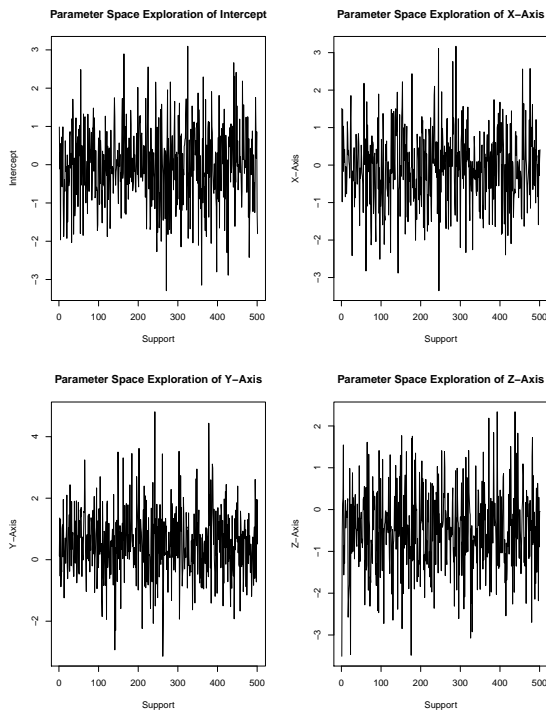 Parameter Space Exploration of Intercept
Intercept
3
2
1
0
−1
−2
−3
0 100 200 300 400 500
Support
Parameter Space Exploration of X−Axis
X−Axis
3
2
1
0
−1
−2
−3
0 100 200 300 400 500
Support
Parameter Space Exploration of Y−Axis
Y−Axis
4
2
0
−2
0 100 200 300 400 500
Support
Parameter Space Exploration of Z−Axis
Z−Axis
2
1
0
−1
−2
−3
0 100 200 300 400 500
Support